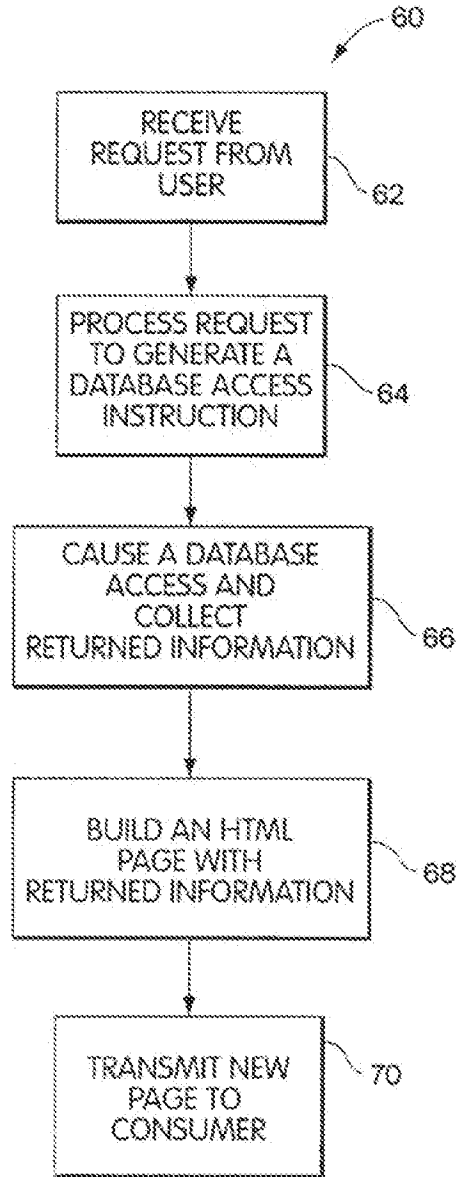 60
RECEIVE
REQUEST FROM
USER
62
PROCESS REQUEST
TO GENERATE A
DATABASE ACCESS
INSTRUCTION
64
CAUSE A DATABASE
ACCESS AND
COLLECT
RETURNED INFORMATION
66
BUILD AN HTML
PAGE WITH
RETURNED INFORMATION
68
TRANSMIT NEW
PAGE TO
CONSUMER
70